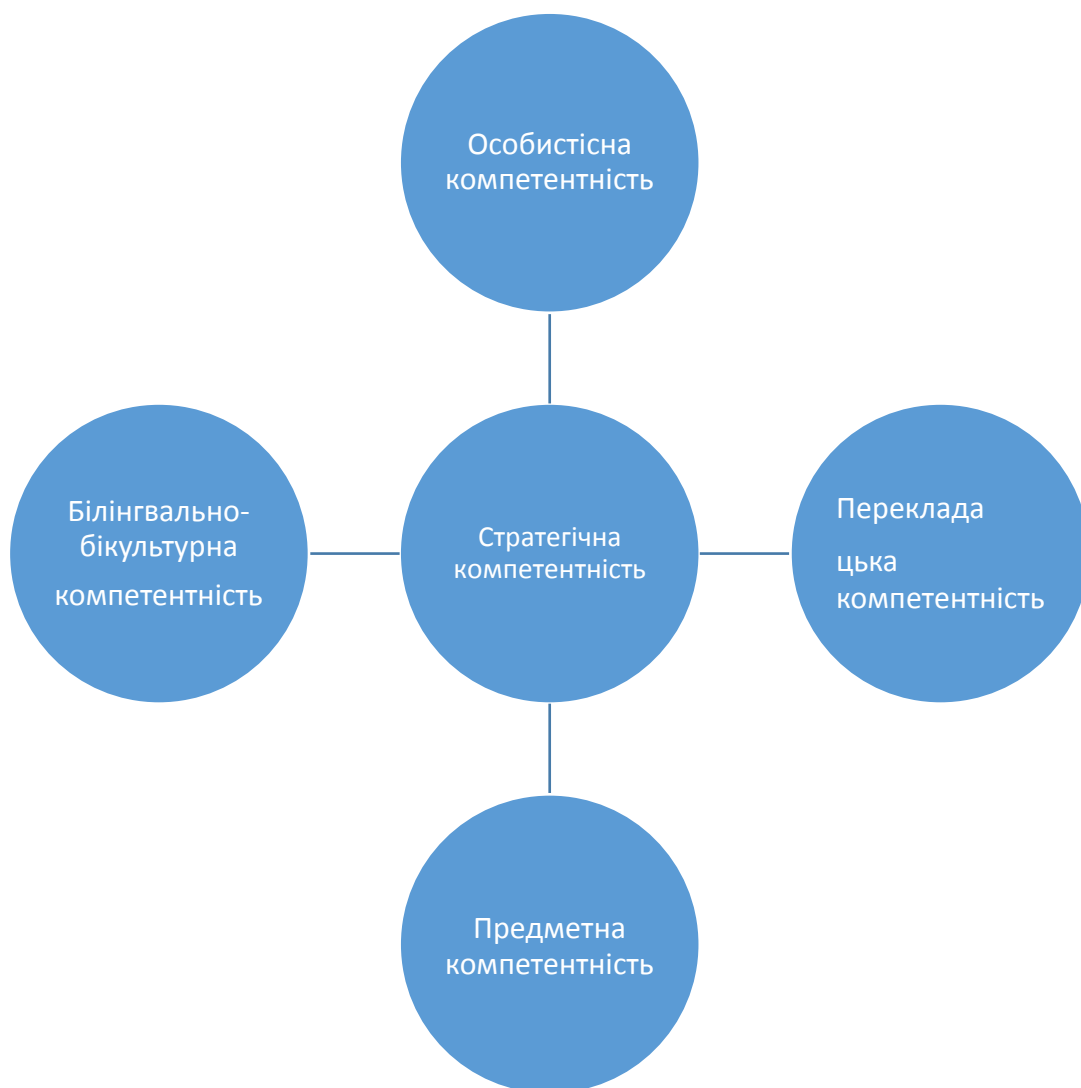 Особистісна
компетентність
Білінгвально-
бікультурна
компетентність
Стратегічна
компетентність
Переклада
цька
компетентність
Предметна
компетентність